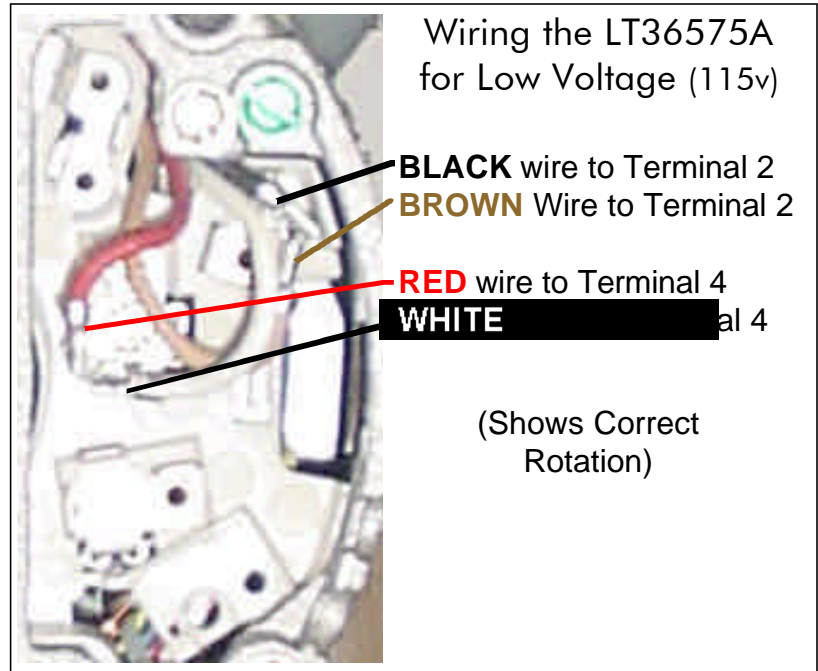 Wiring the LT36575A
for Low Voltage (115v)
BLACK wire to Terminal 2
BROWN Wire to Terminal 2
RED wire to Terminal 4
WHITE al 4
(Shows Correct
Rotation)